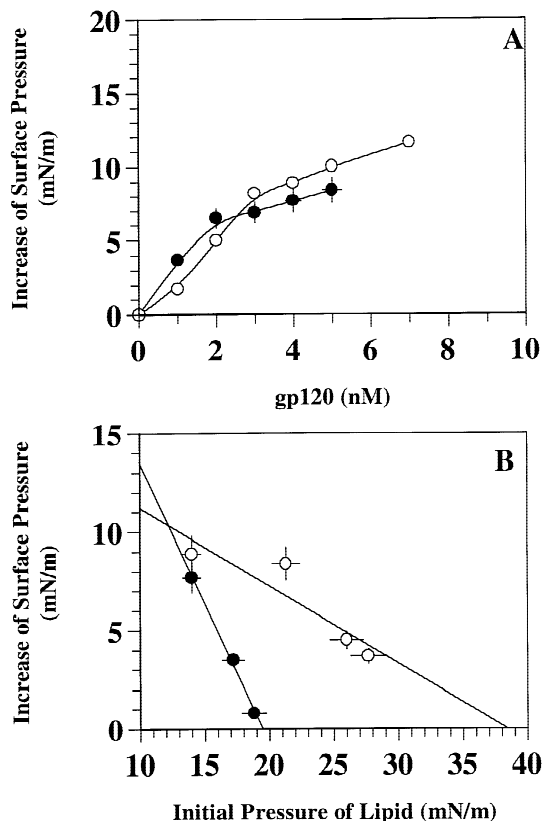 20
A
15
10
5
0
Increase of Surface Pressure
(mN/m)
0 2 4 6 8 10
gp120 (nM)
15
B
10
5
0
Increase of Surface Pressure
(mN/m)
10 15 20 25 30 35 40
Initial Pressure of Lipid (mN/m)